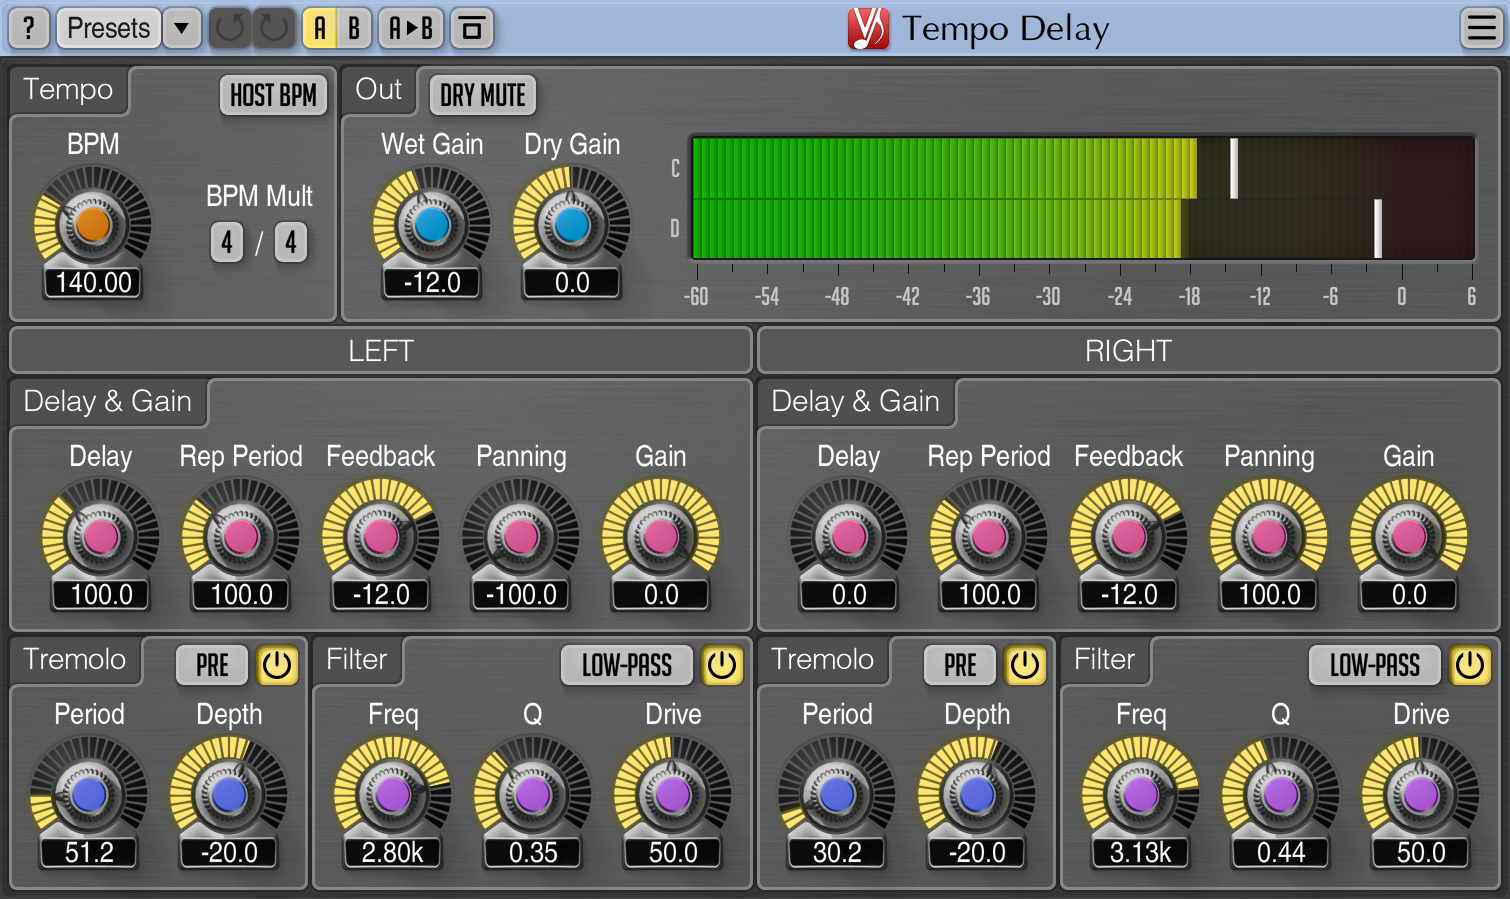 ? Presets ▼ A B A▸B Tempo Delay
Tempo HOST BPM Out DRY MUTE
BPM BPM Mult Wet Gain Dry Gain
4 / 4
140.00 -12.0 0.0
C
D
-60 -54 -48 -42 -36 -30 -24 -18 -12 -6 0 6
LEFT RIGHT
Delay & Gain Delay & Gain
Delay Rep Period Feedback Panning Gain Delay Rep Period Feedback Panning Gain
100.0 100.0 -12.0 -100.0 0.0 0.0 100.0 -12.0 100.0 0.0
Tremolo PRE Filter LOW-PASS Tremolo PRE Filter LOW-PASS
Period Depth Freq Q Drive Period Depth Freq Q Drive
51.2 -20.0 2.80k 0.35 50.0 30.2 -20.0 3.13k 0.44 50.0